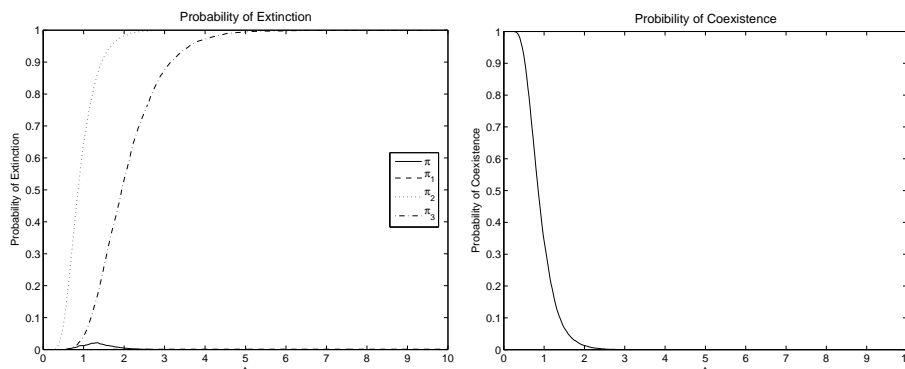 Probability of Extinction
Probability of Extinction
1
0.9
0.8
0.7
0.6
0.5
0.4
0.3
0.2
0.1
0
0 1 2 3 4 5 6 7 8 9 10
π
π1
π2
π3
Probibility of Coexistence
Probability of Coexistence
1
0.9
0.8
0.7
0.6
0.5
0.4
0.3
0.2
0.1
0
0 1 2 3 4 5 6 7 8 9 10